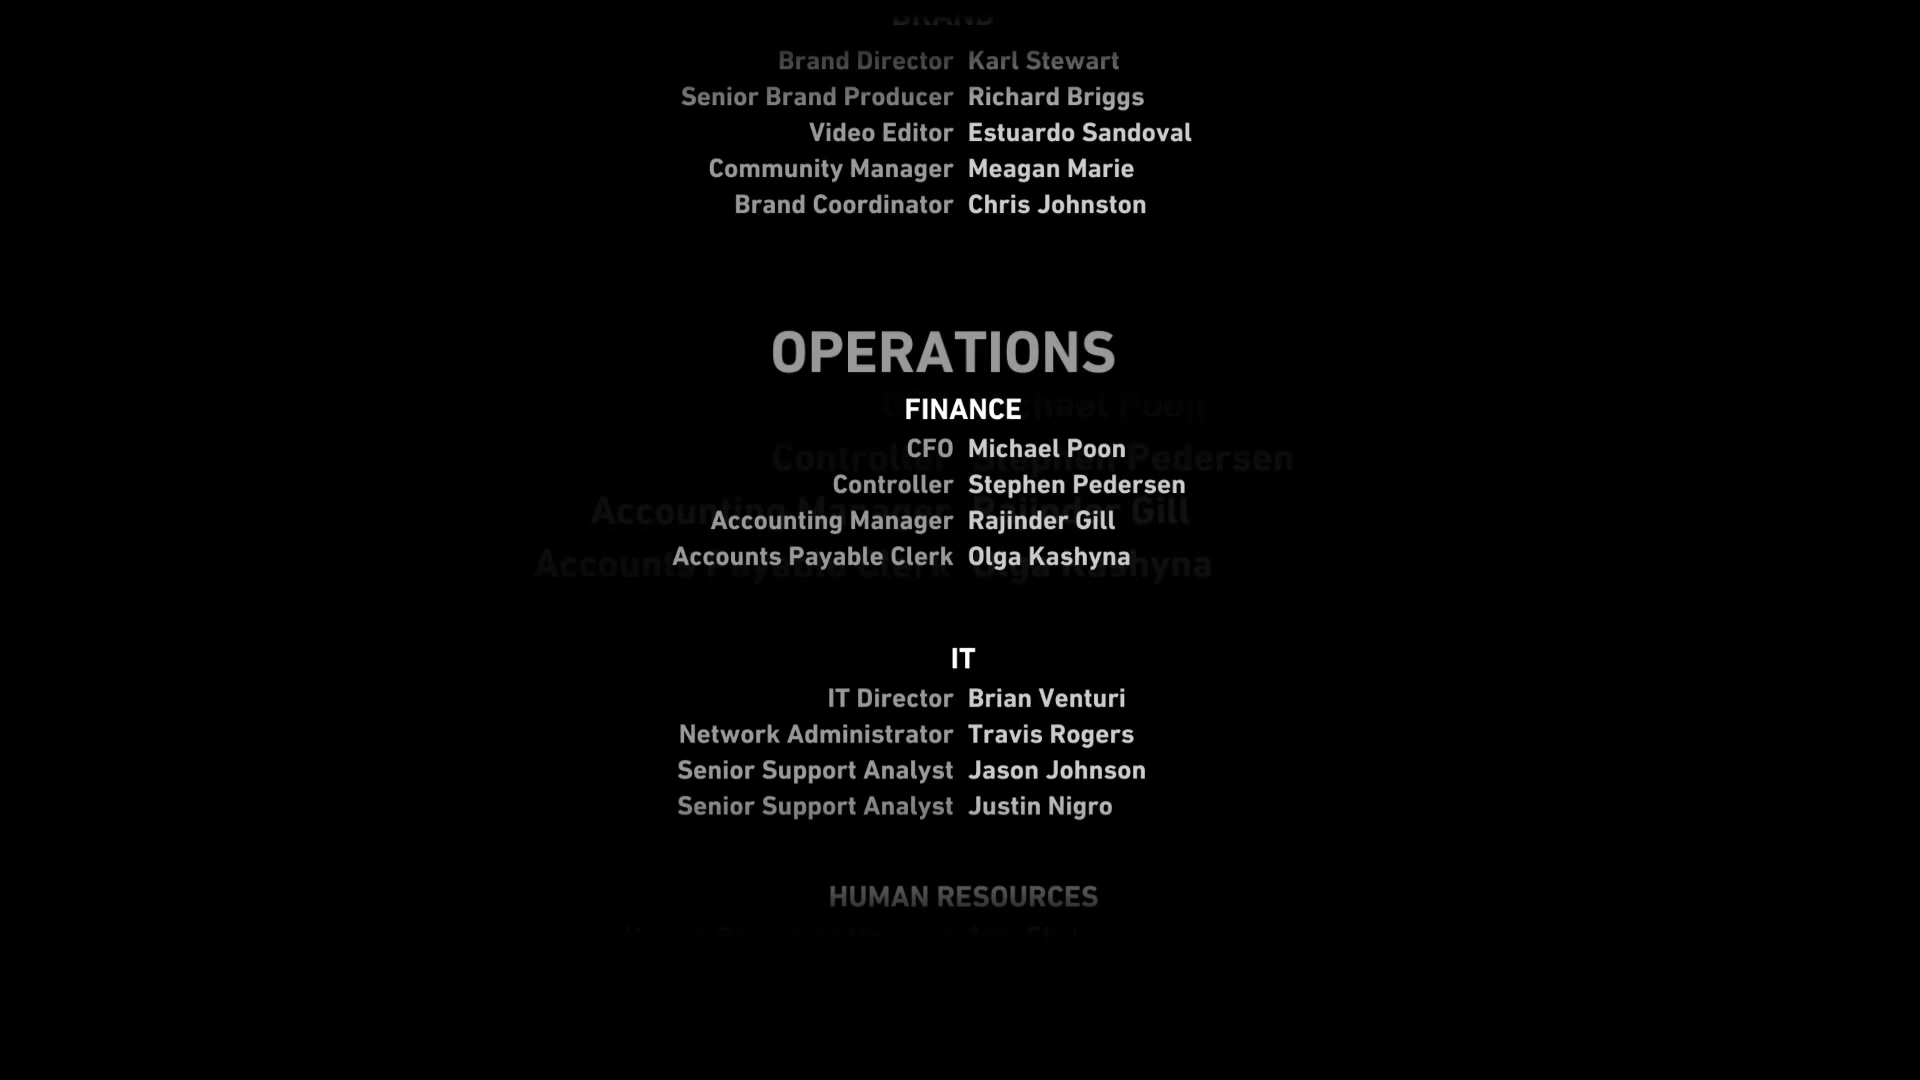 BRAND
Brand Director Karl Stewart
Senior Brand Producer Richard Briggs
Video Editor Estuardo Sandoval
Community Manager Meagan Marie
Brand Coordinator Chris Johnston
OPERATIONS
FINANCE
CFO Michael Poon
Controller Stephen Pedersen
Accounting Manager Rajinder Gill
Accounts Payable Clerk Olga Kashyna
IT
IT Director Brian Venturi
Network Administrator Travis Rogers
Senior Support Analyst Jason Johnson
Senior Support Analyst Justin Nigro
HUMAN RESOURCES